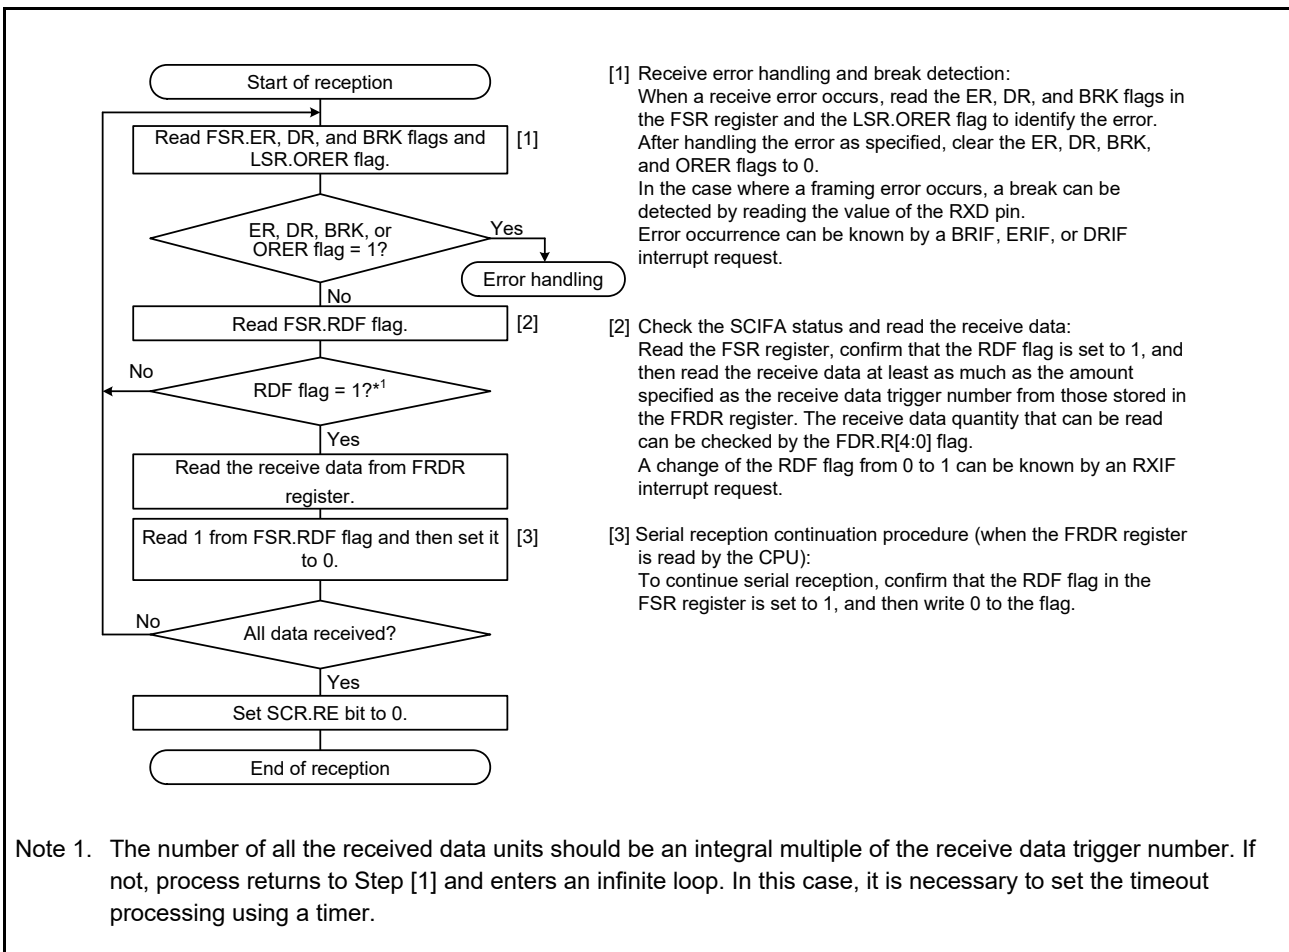 Start of reception
Read FSR.ER, DR, and BRK flags and
LSR.ORER flag.
[1]
ER, DR, BRK, or
ORER flag = 1?
Yes
Error handling
No
Read FSR.RDF flag.
[2]
No
RDF flag = 1?*1
Yes
Read the receive data from FRDR
register.
Read 1 from FSR.RDF flag and then set it
to 0.
[3]
No
All data received?
Yes
Set SCR.RE bit to 0.
End of reception
[1] Receive error handling and break detection:
When a receive error occurs, read the ER, DR, and BRK flags in
the FSR register and the LSR.ORER flag to identify the error.
After handling the error as specified, clear the ER, DR, BRK,
and ORER flags to 0.
In the case where a framing error occurs, a break can be
detected by reading the value of the RXD pin.
Error occurrence can be known by a BRIF, ERIF, or DRIF
interrupt request.
[2] Check the SCIFA status and read the receive data:
Read the FSR register, confirm that the RDF flag is set to 1, and
then read the receive data at least as much as the amount
specified as the receive data trigger number from those stored in
the FRDR register. The receive data quantity that can be read
can be checked by the FDR.R[4:0] flag.
A change of the RDF flag from 0 to 1 can be known by an RXIF
interrupt request.
[3] Serial reception continuation procedure (when the FRDR register
is read by the CPU):
To continue serial reception, confirm that the RDF flag in the
FSR register is set to 1, and then write 0 to the flag.
Note 1. The number of all the received data units should be an integral multiple of the receive data trigger number. If
not, process returns to Step [1] and enters an infinite loop. In this case, it is necessary to set the timeout
processing using a timer.